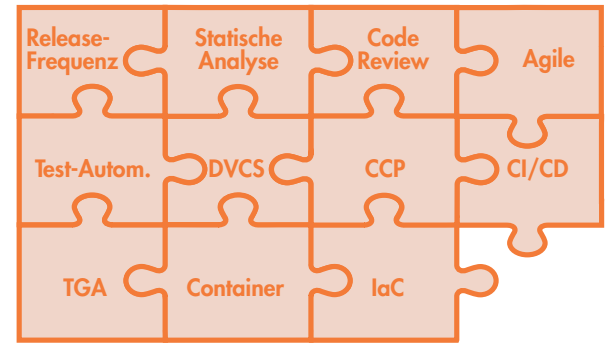 Release-
Frequenz
Statische
Analyse
Code
Review
Agile
Test-Autom.
DVCS
CCP
CI/CD
TGA
Container
IaC